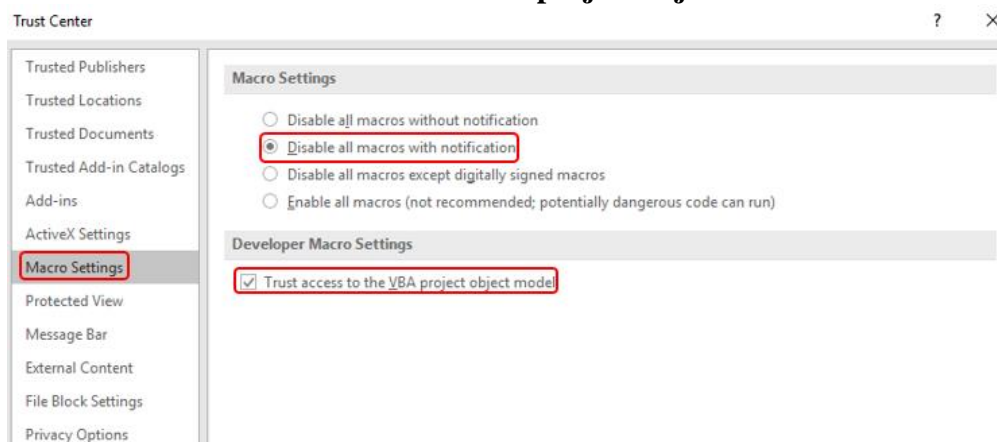 Trust Center
?
Trusted Publishers
Trusted Locations
Trusted Documents
Trusted Add-in Catalogs
Add-ins
ActiveX Settings
Macro Settings
Protected View
Message Bar
External Content
File Block Settings
Privacy Options
Macro Settings
Disable all macros without notification
Disable all macros with notification
Disable all macros except digitally signed macros
Enable all macros (not recommended; potentially dangerous code can run)
Developer Macro Settings
Trust access to the VBA project object model